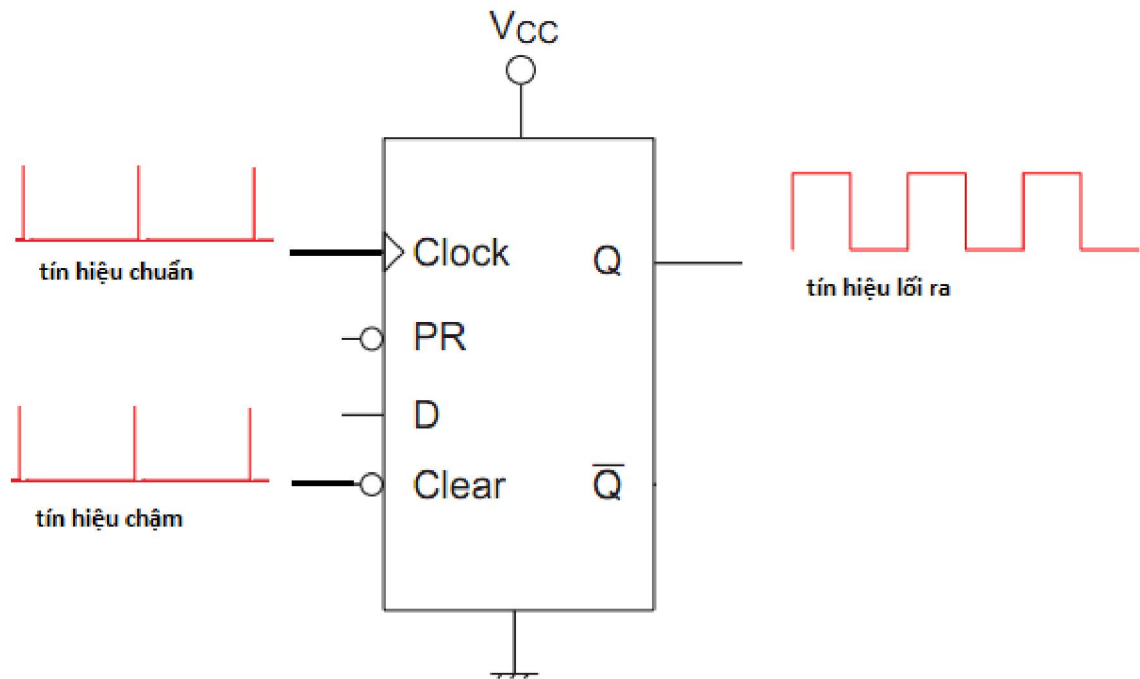 VCC
Clock
tín hiệu chuẩn
Q
tín hiệu lối ra
PR
D
Clear
Q̅
tín hiệu chậm